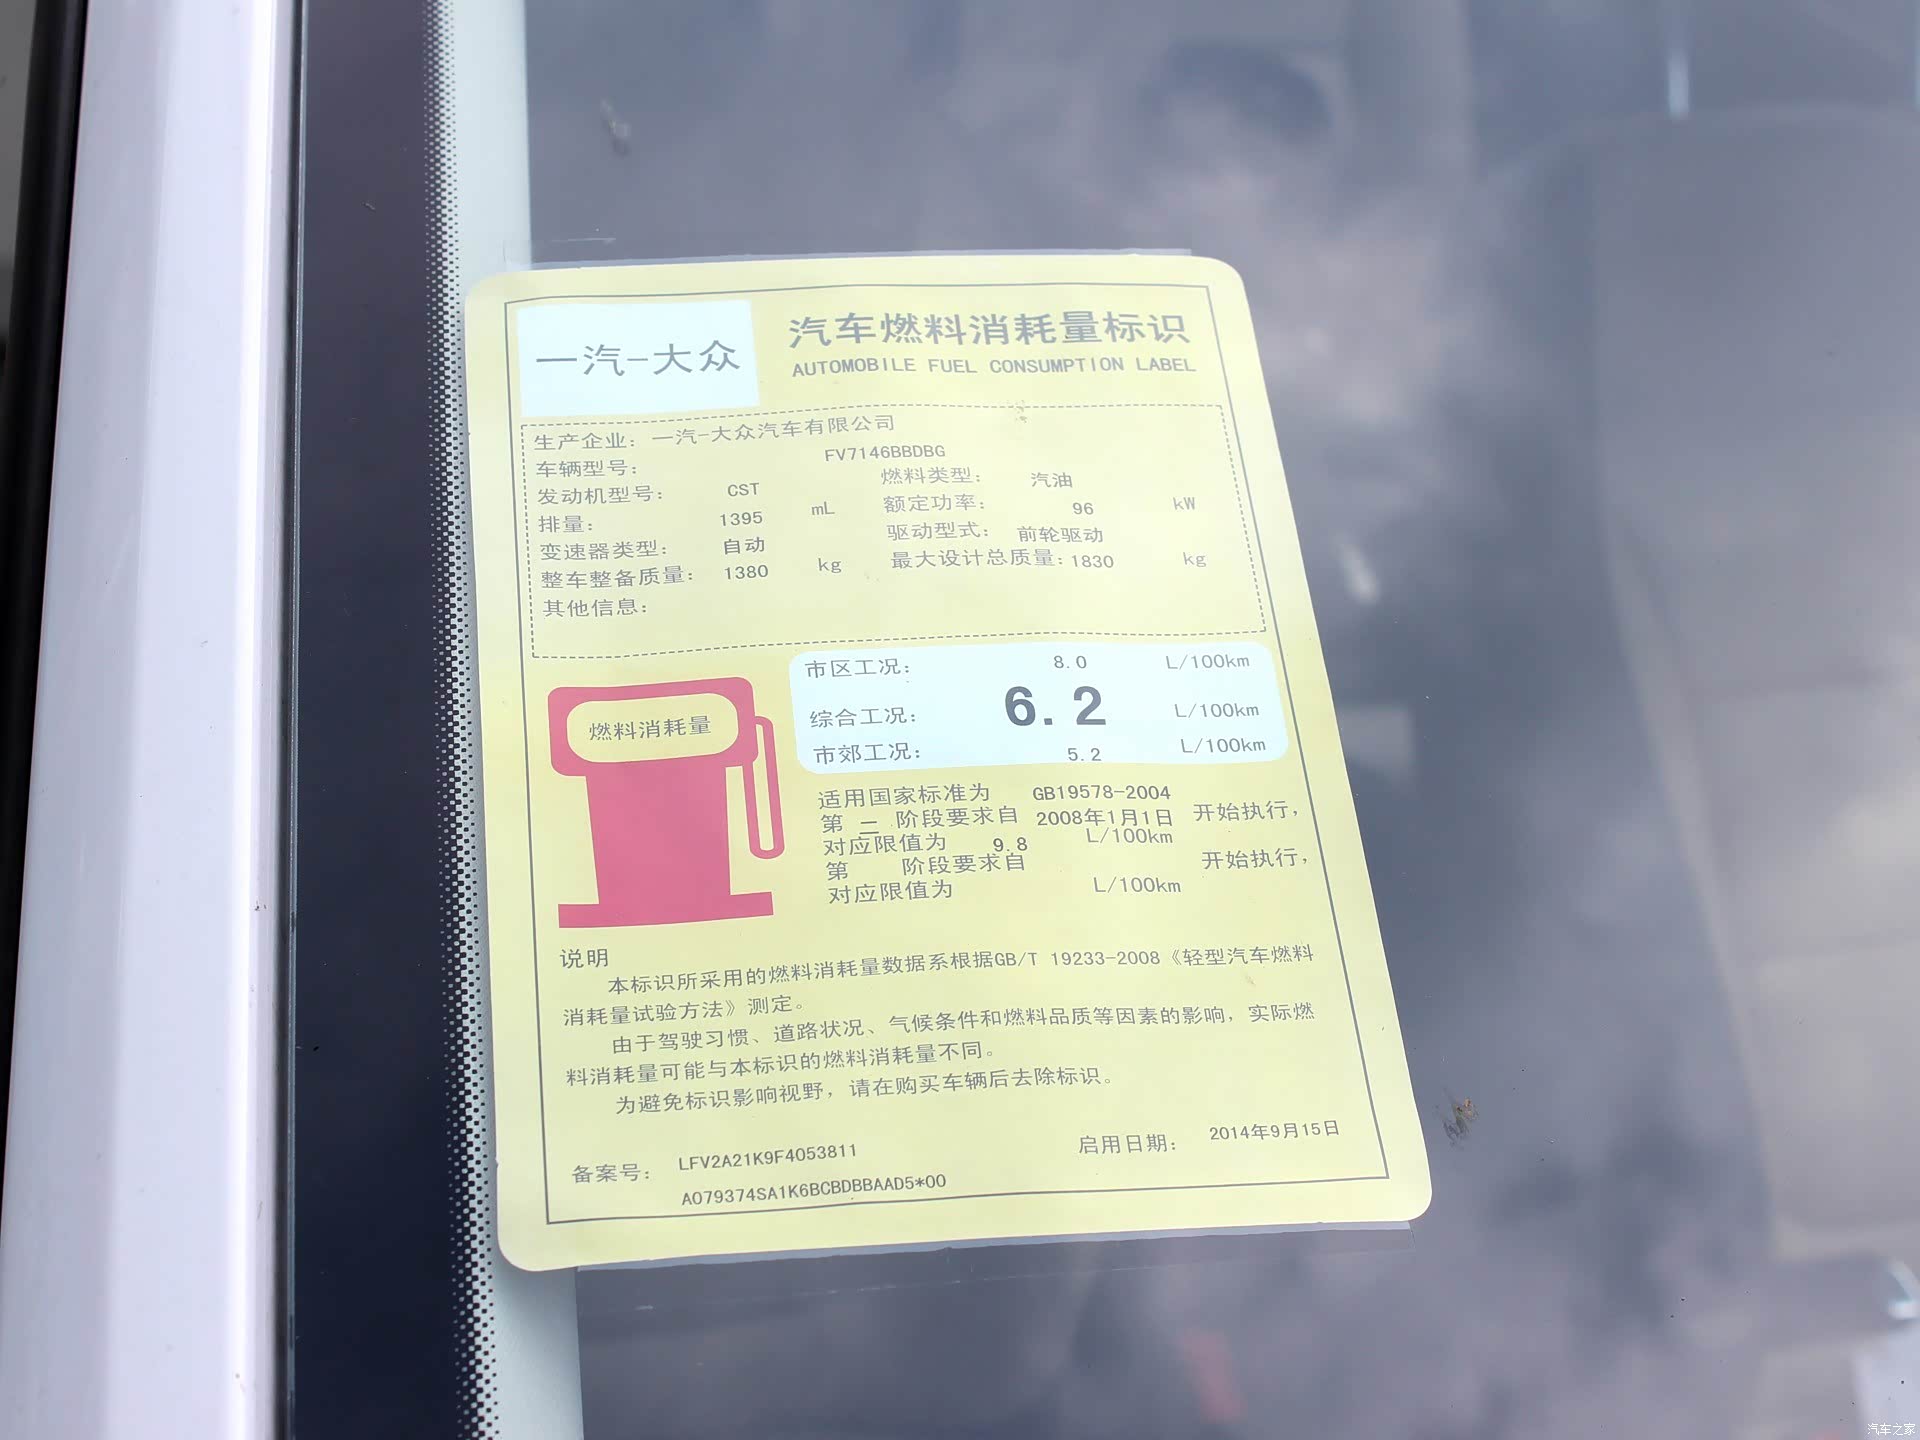 一汽-大众
汽车燃料消耗量标识
AUTOMOBILE FUEL CONSUMPTION LABEL
生产企业：一汽-大众汽车有限公司
车辆型号： FV7146BBDBG
发动机型号： CST 燃料类型： 汽油
排量： 1395 mL 额定功率： 96 kW
变速器类型： 自动 驱动型式： 前轮驱动
整车整备质量： 1380 kg 最大设计总质量：1830 kg
其他信息：
燃料消耗量
市区工况： 8.0 L/100km
综合工况： 6.2 L/100km
市郊工况： 5.2 L/100km
适用国家标准为 GB19578-2004
第 二 阶段要求自 2008年1月1日 开始执行，
对应限值为 9.8 L/100km
第 阶段要求自 开始执行，
对应限值为 L/100km
说明
本标识所采用的燃料消耗量数据系根据GB/T 19233-2008《轻型汽车燃料
消耗量试验方法》测定。
由于驾驶习惯、道路状况、气候条件和燃料品质等因素的影响，实际燃
料消耗量可能与本标识的燃料消耗量不同。
为避免标识影响视野，请在购买车辆后去除标识。
备案号： LFV2A21K9F4053811 启用日期： 2014年9月15日
A079374SA1K6BCBDBBAAD5*00
汽车之家